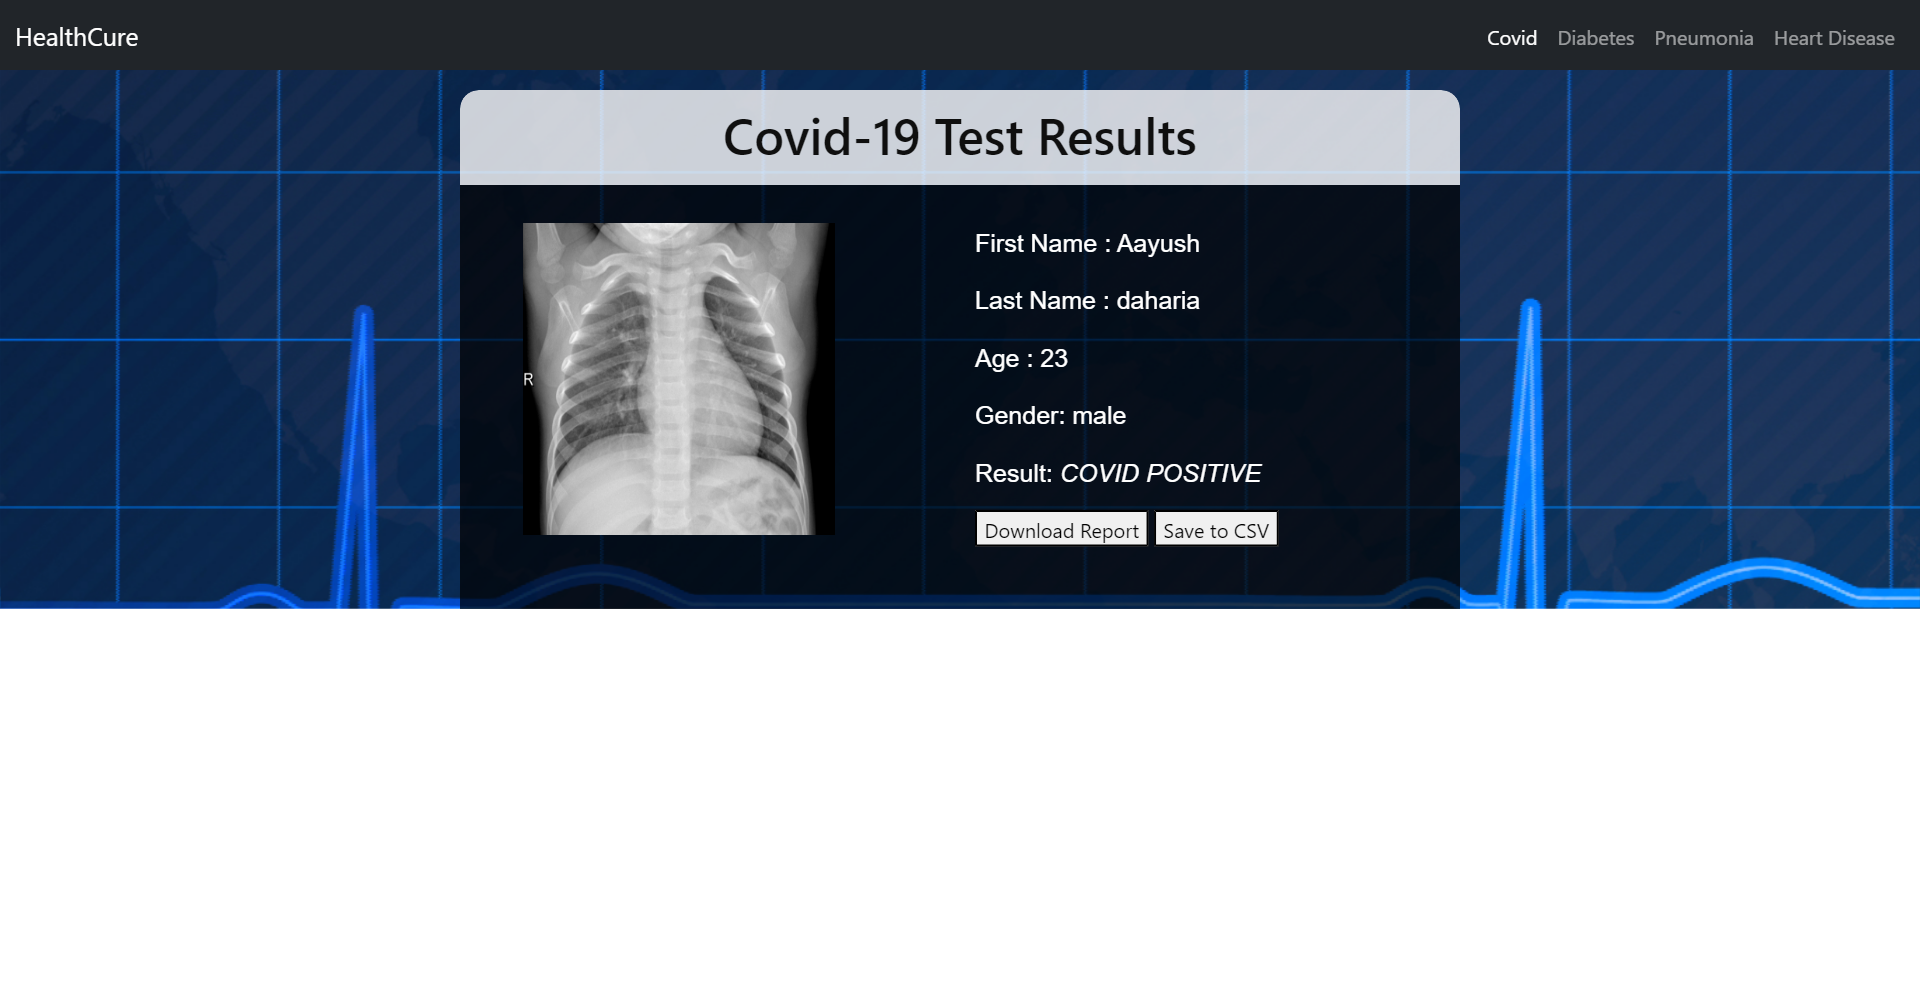 HealthCure
Covid Diabetes Pneumonia Heart Disease
Covid-19 Test Results
R
First Name : Aayush
Last Name : daharia
Age : 23
Gender: male
Result: COVID POSITIVE
Download Report Save to CSV